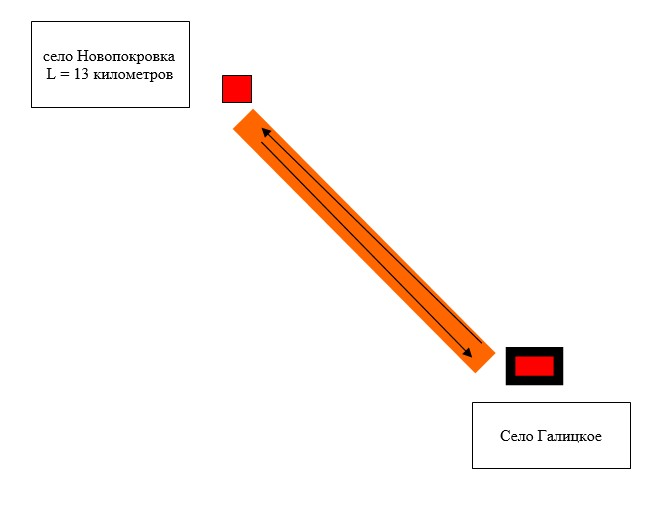 село Новопокровка
L = 13 километров
Село Галицкое